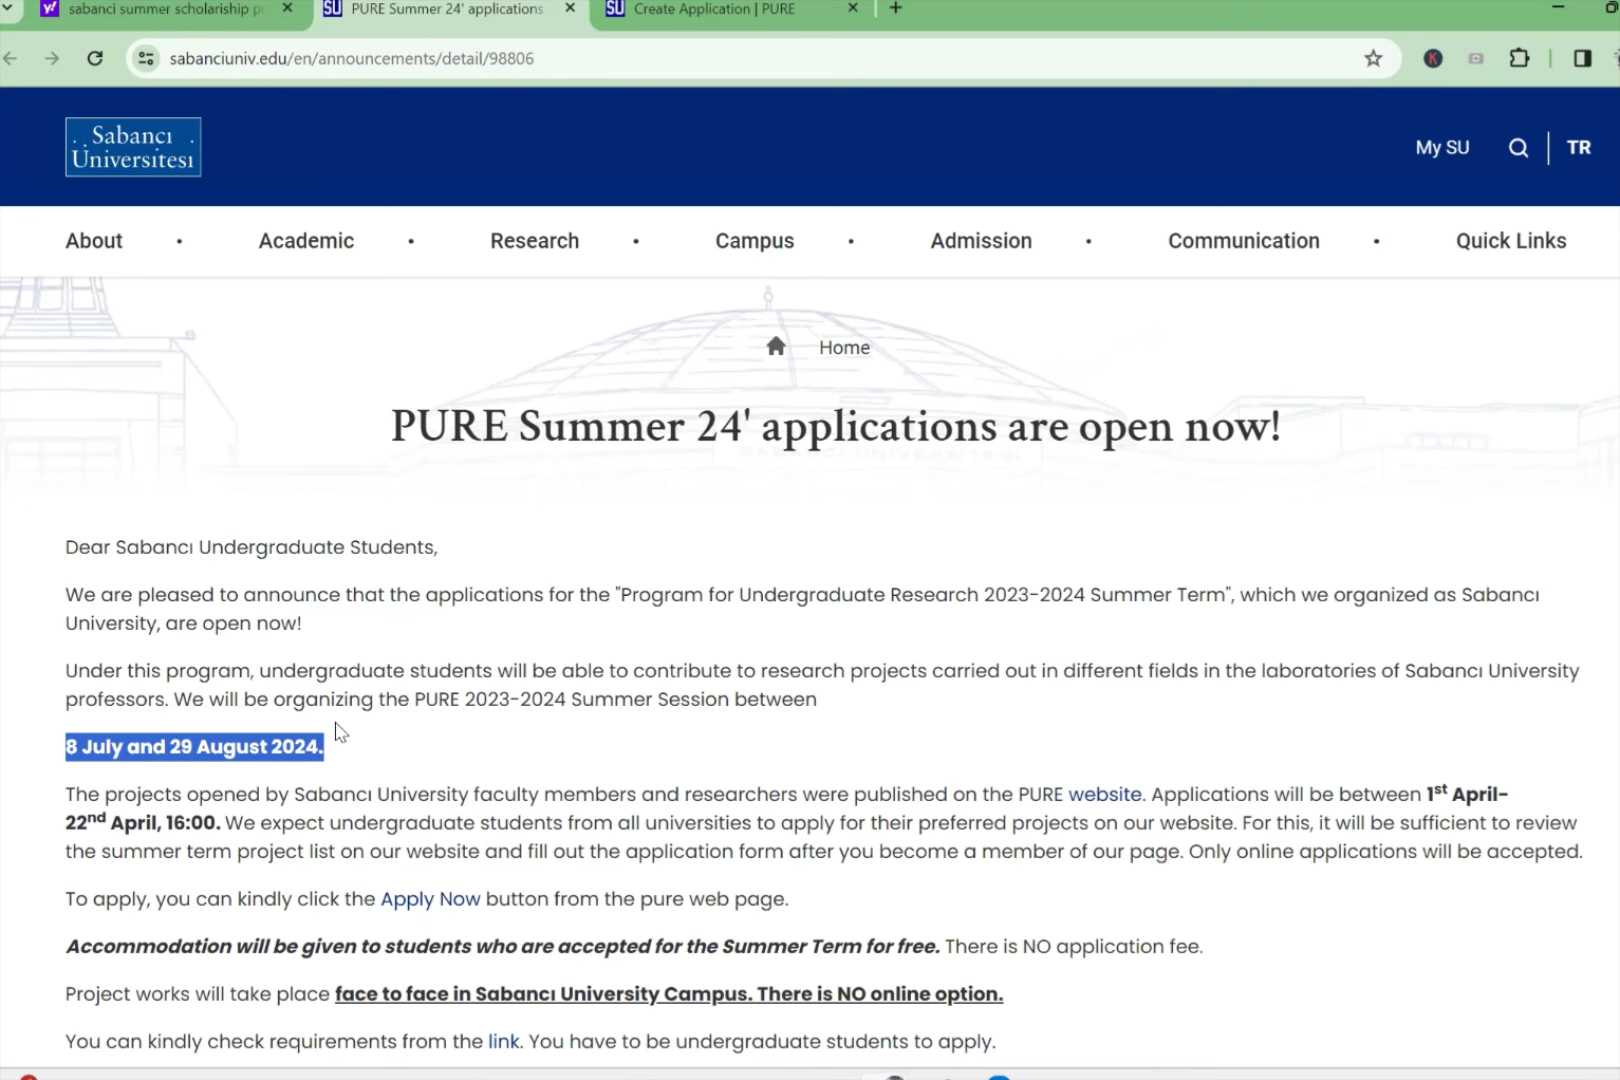 sabanci summer scholariship pr
PURE Summer 24' applications
Create Application | PURE
sabanciuniv.edu/en/announcements/detail/98806
Sabancı
Üniversitesi
My SU
TR
About • Academic • Research • Campus • Admission • Communication • Quick Links
Home
PURE Summer 24' applications are open now!
Dear Sabancı Undergraduate Students,
We are pleased to announce that the applications for the "Program for Undergraduate Research 2023-2024 Summer Term", which we organized as Sabancı
University, are open now!
Under this program, undergraduate students will be able to contribute to research projects carried out in different fields in the laboratories of Sabancı University
professors. We will be organizing the PURE 2023-2024 Summer Session between
8 July and 29 August 2024.
The projects opened by Sabancı University faculty members and researchers were published on the PURE website. Applications will be between 1st April-
22nd April, 16:00. We expect undergraduate students from all universities to apply for their preferred projects on our website. For this, it will be sufficient to review
the summer term project list on our website and fill out the application form after you become a member of our page. Only online applications will be accepted.
To apply, you can kindly click the Apply Now button from the pure web page.
Accommodation will be given to students who are accepted for the Summer Term for free. There is NO application fee.
Project works will take place face to face in Sabancı University Campus. There is NO online option.
You can kindly check requirements from the link. You have to be undergraduate students to apply.